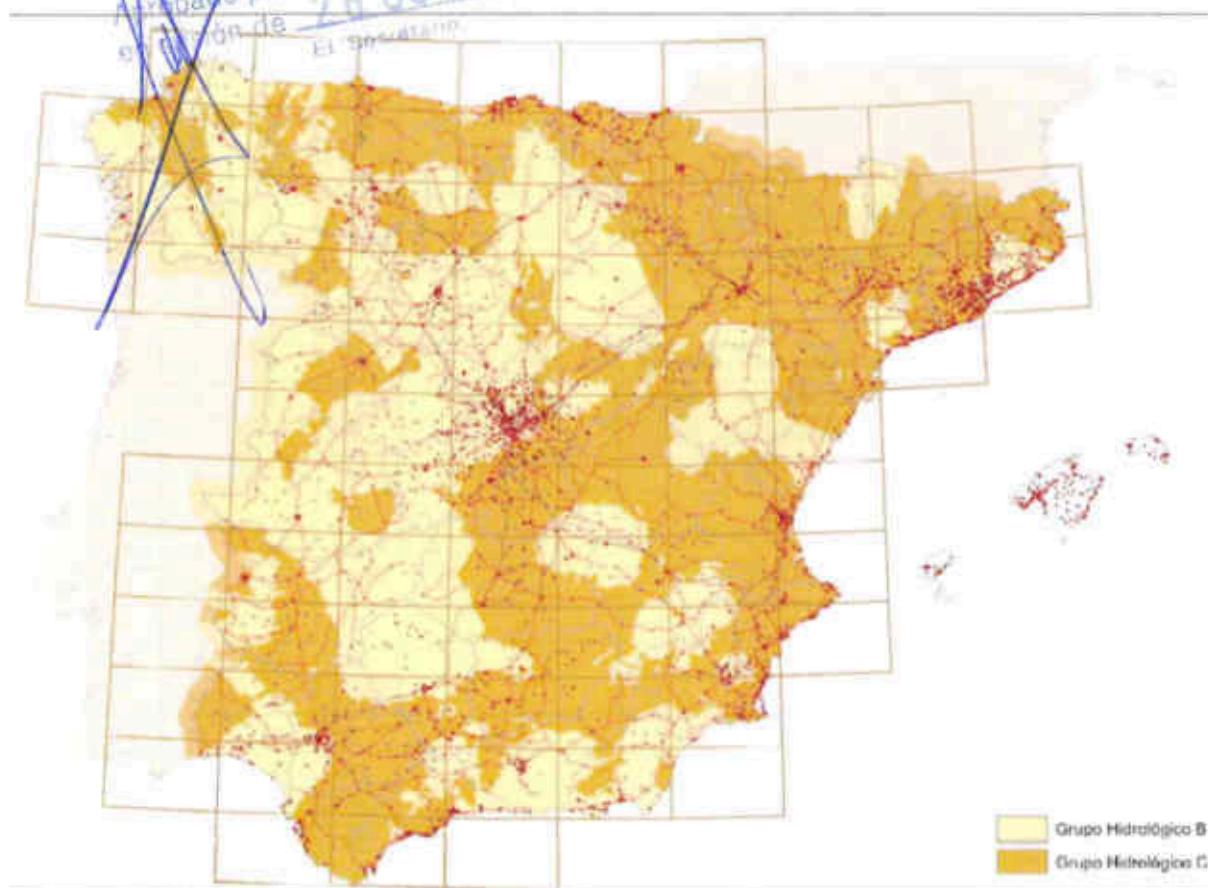 en sesión de
El Secretario,
Grupo Hidrológico B
Grupo Hidrológico C